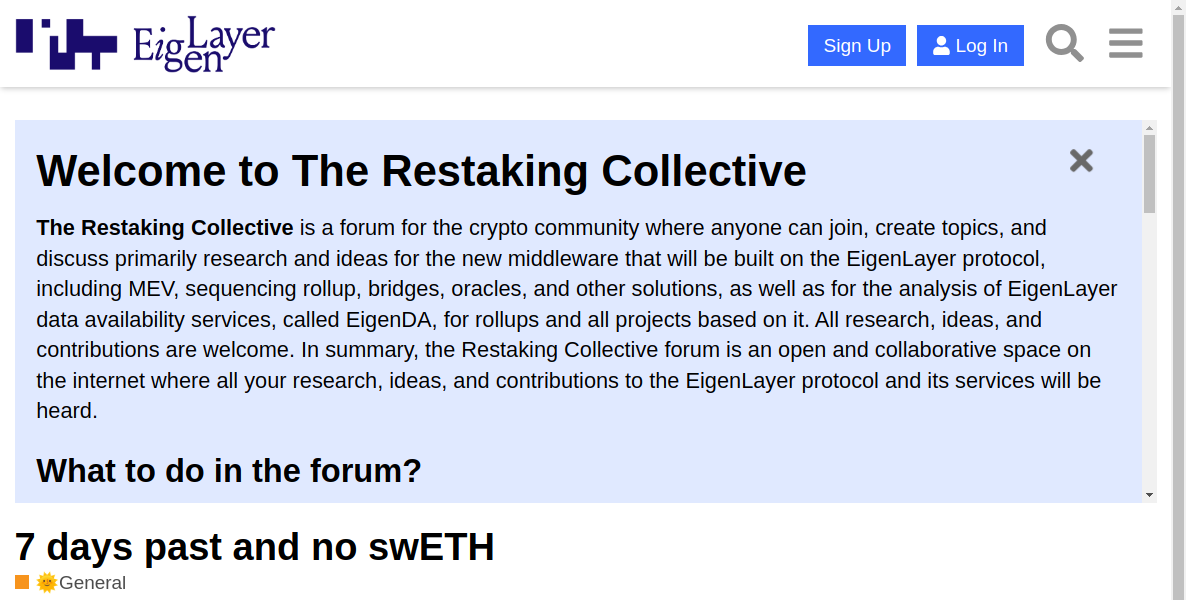 EigLayer
gen
Sign Up
Log In
Welcome to The Restaking Collective
The Restaking Collective is a forum for the crypto community where anyone can join, create topics, and
discuss primarily research and ideas for the new middleware that will be built on the EigenLayer protocol,
including MEV, sequencing rollup, bridges, oracles, and other solutions, as well as for the analysis of EigenLayer
data availability services, called EigenDA, for rollups and all projects based on it. All research, ideas, and
contributions are welcome. In summary, the Restaking Collective forum is an open and collaborative space on
the internet where all your research, ideas, and contributions to the EigenLayer protocol and its services will be
heard.
What to do in the forum?
7 days past and no swETH
General